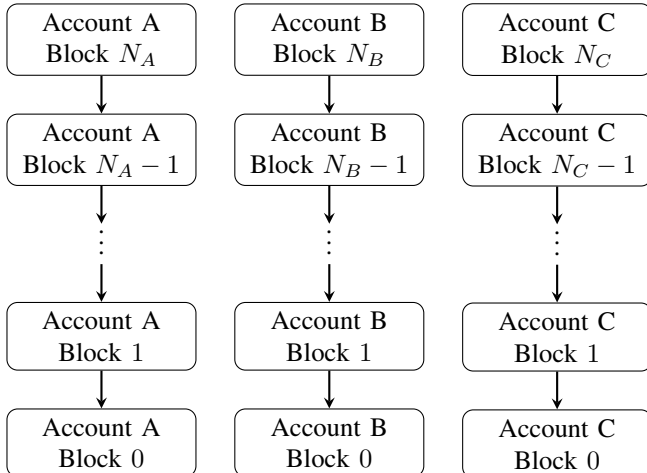 Account A
Block N_A
Account B
Block N_B
Account C
Block N_C
Account A
Block N_A − 1
Account B
Block N_B − 1
Account C
Block N_C − 1
Account A
Block 1
Account B
Block 1
Account C
Block 1
Account A
Block 0
Account B
Block 0
Account C
Block 0